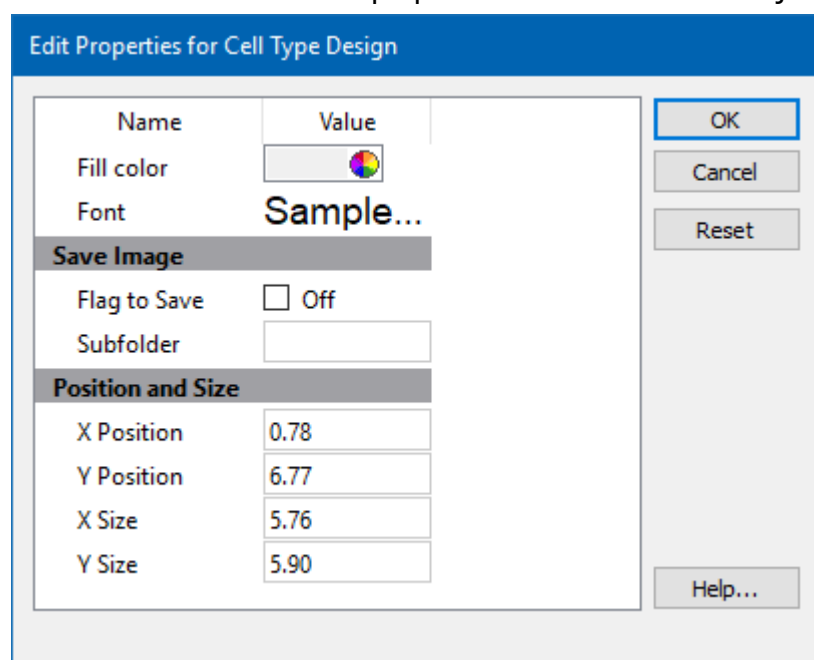 Edit Properties for Cell Type Design
Name Value
OK
Fill color
Cancel
Font Sample...
Reset
Save Image
Flag to Save Off
Subfolder
Position and Size
X Position 0.78
Y Position 6.77
X Size 5.76
Y Size 5.90
Help...